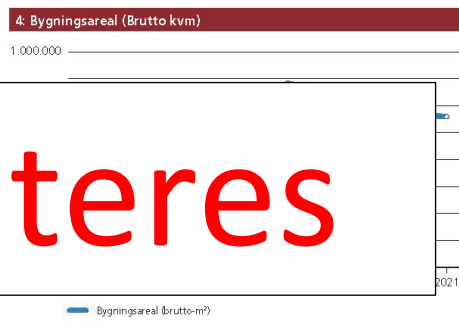 4: Bygningsareal (Brutto kvm)
1.000.000
teres
2021
Bygningsareal (brutto-m²)